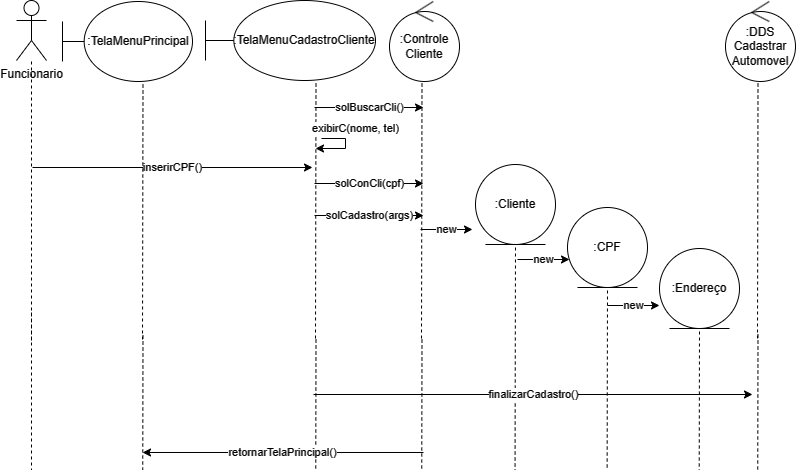 Funcionario
:TelaMenuPrincipal
:TelaMenuCadastroCliente
:Controle
Cliente
:DDS
Cadastrar
Automovel
solBuscarCli()
exibirC(nome, tel)
inserirCPF()
solConCli(cpf)
:Cliente
solCadastro(args)
new
:CPF
new
:Endereço
new
finalizarCadastro()
retornarTelaPrincipal()